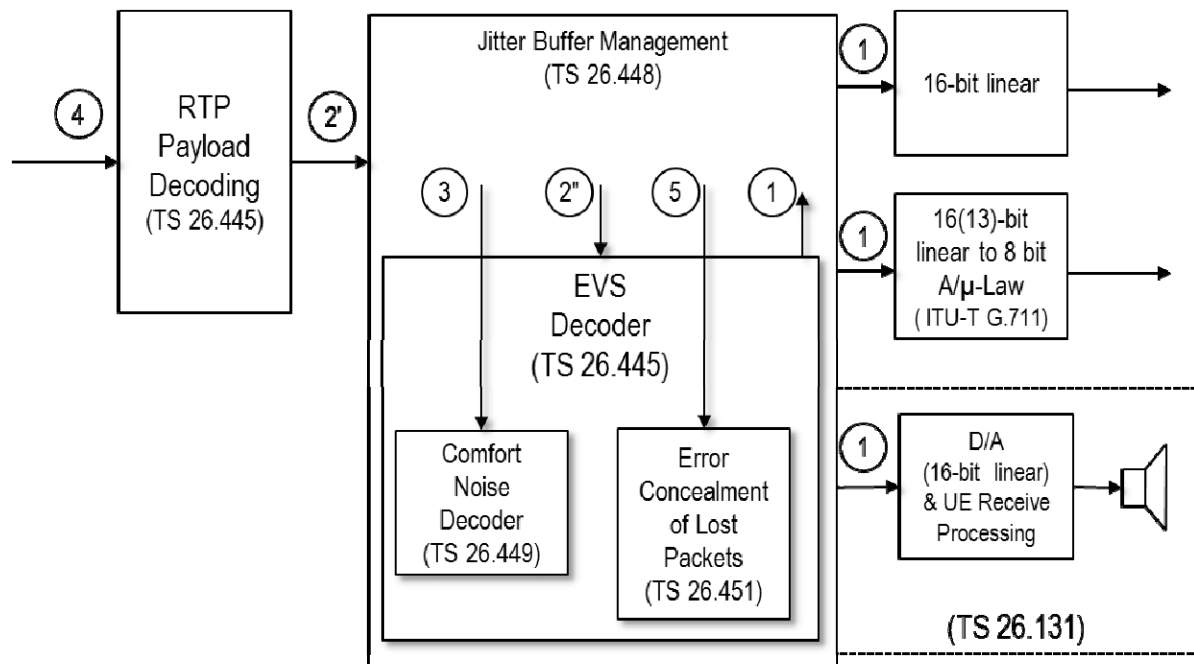 Jitter Buffer Management
(TS 26.448)
4
RTP
Payload
Decoding
(TS 26.445)
2'
3
2"
5
1
EVS
Decoder
(TS 26.445)
Comfort
Noise
Decoder
(TS 26.449)
Error
Concealment
of Lost
Packets
(TS 26.451)
1
16-bit linear
1
16(13)-bit
linear to 8 bit
A/µ-Law
( ITU-T G.711)
1
D/A
(16-bit linear)
& UE Receive
Processing
(TS 26.131)